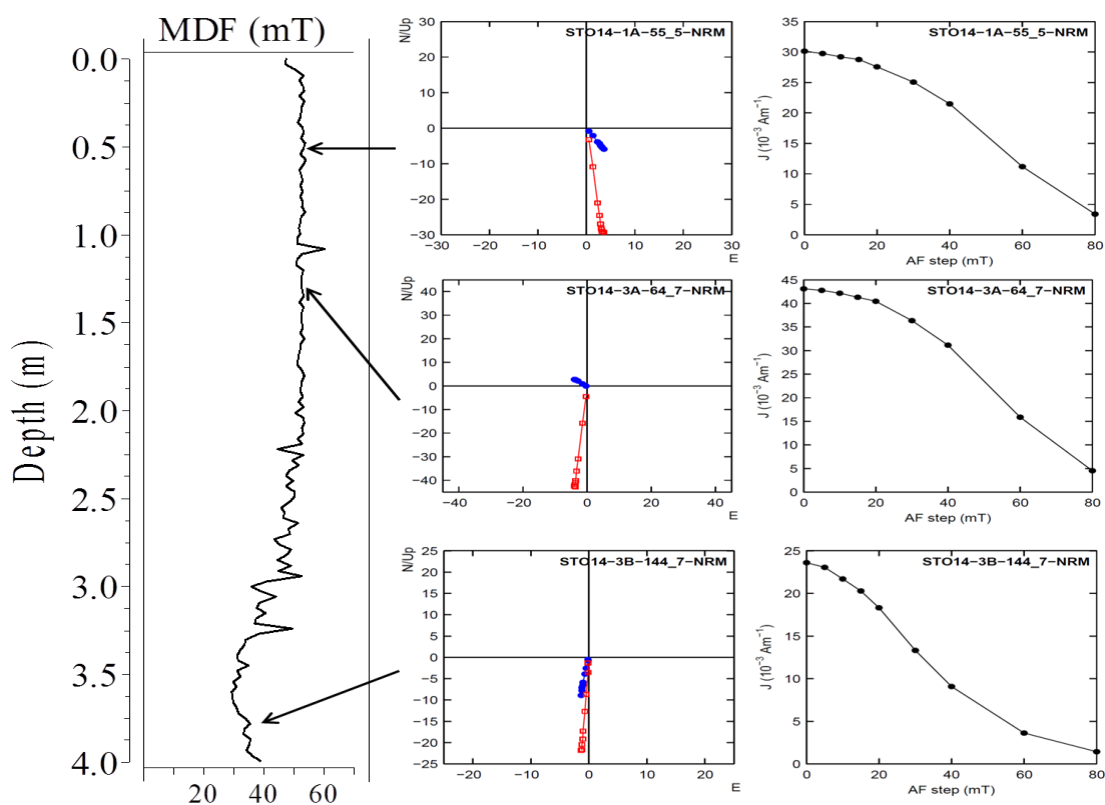 MDF (mT)
0.0
0.5
1.0
1.5
2.0
2.5
3.0
3.5
4.0
Depth (m)
20 40 60
STO14−1A−55_5−NRM
N/Up
30
20
10
0
−10
−20
−30
−30 −20 −10 0 10 20 30
E
STO14−1A−55_5−NRM
J (10⁻³ Am⁻¹)
35
30
25
20
15
10
5
0
0 20 40 60 80
AF step (mT)
STO14−3A−64_7−NRM
N/Up
40
30
20
10
0
−10
−20
−30
−40
−40 −20 0 20 40
E
STO14−3A−64_7−NRM
J (10⁻³ Am⁻¹)
45
40
35
30
25
20
15
10
5
0
0 20 40 60 80
AF step (mT)
STO14−3B−144_7−NRM
N/Up
25
20
15
10
5
0
−5
−10
−15
−20
−25
−20 −10 0 10 20
E
STO14−3B−144_7−NRM
J (10⁻³ Am⁻¹)
25
20
15
10
5
0
0 20 40 60 80
AF step (mT)